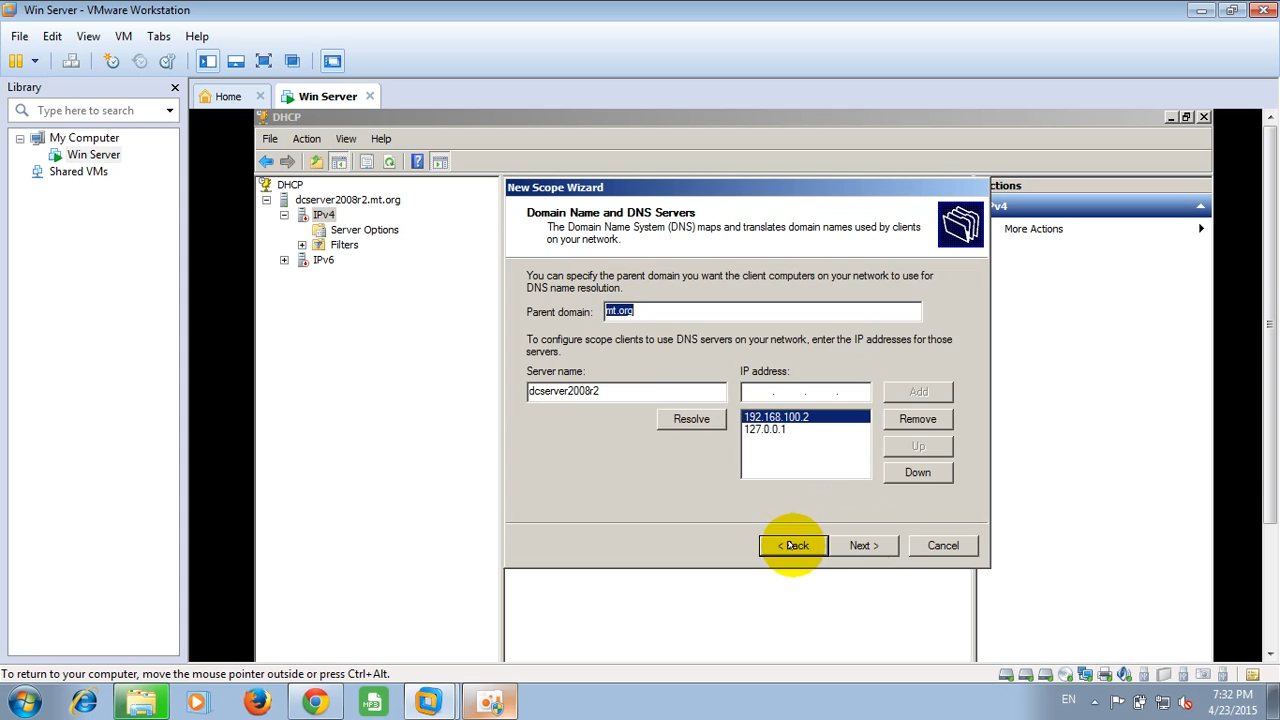 Win Server - VMware Workstation
File Edit View VM Tabs Help
Library
Type here to search
My Computer
Win Server
Shared VMs
Home
Win Server
DHCP
File Action View Help
DHCP
dcserver2008r2.mt.org
IPv4
Server Options
Filters
IPv6
New Scope Wizard
Domain Name and DNS Servers
The Domain Name System (DNS) maps and translates domain names used by clients
on your network.
You can specify the parent domain you want the client computers on your network to use for
DNS name resolution.
Parent domain: mt.org
To configure scope clients to use DNS servers on your network, enter the IP addresses for those
servers.
Server name: IP address:
dcserver2008r2 . . . Add
Resolve 192.168.100.2 Remove
127.0.0.1
Up
Down
< Back Next > Cancel
ctions
Pv4
More Actions
To return to your computer, move the mouse pointer outside or press Ctrl+Alt.
EN
7:32 PM
4/23/2015